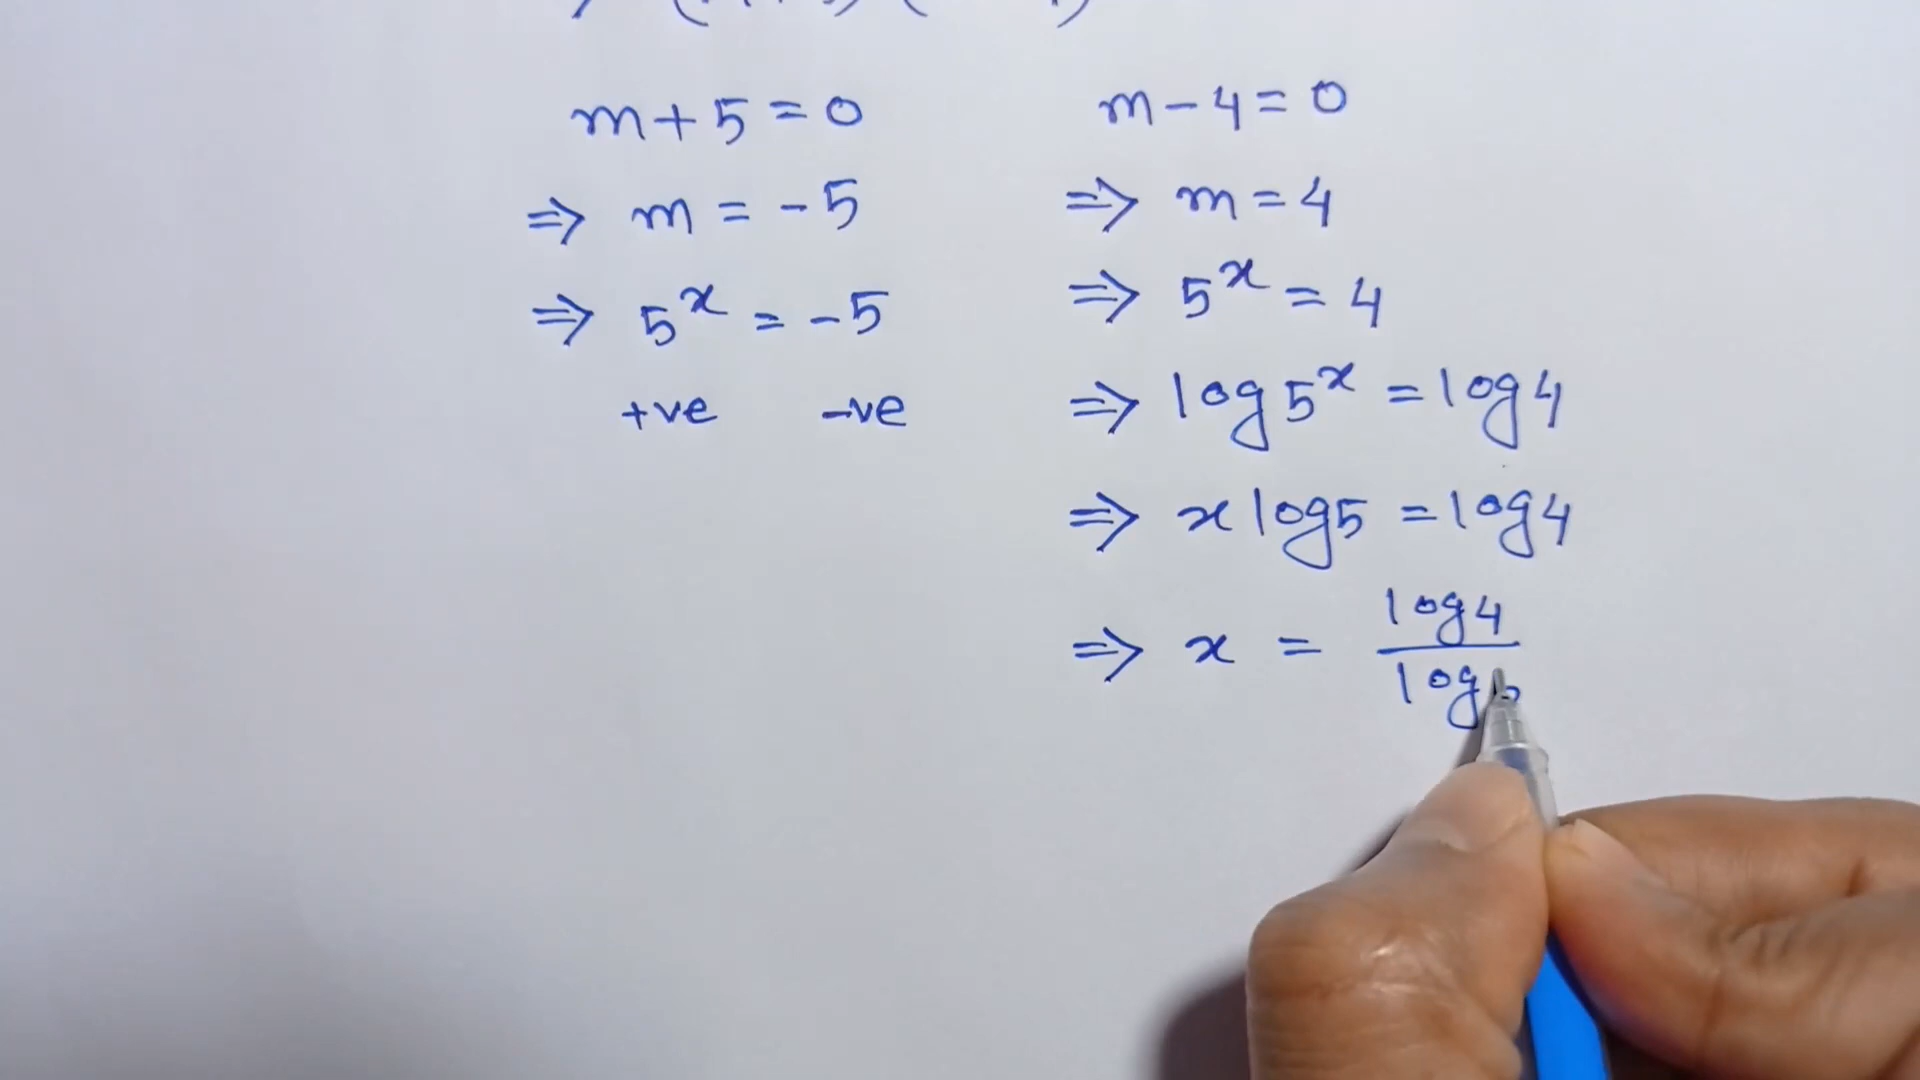 m + 5 = 0
⇒ m = - 5
⇒ 5^x = - 5
+ve -ve
m - 4 = 0
⇒ m = 4
⇒ 5^x = 4
⇒ log 5^x = log 4
⇒ x log 5 = log 4
⇒ x = log 4 / log 5